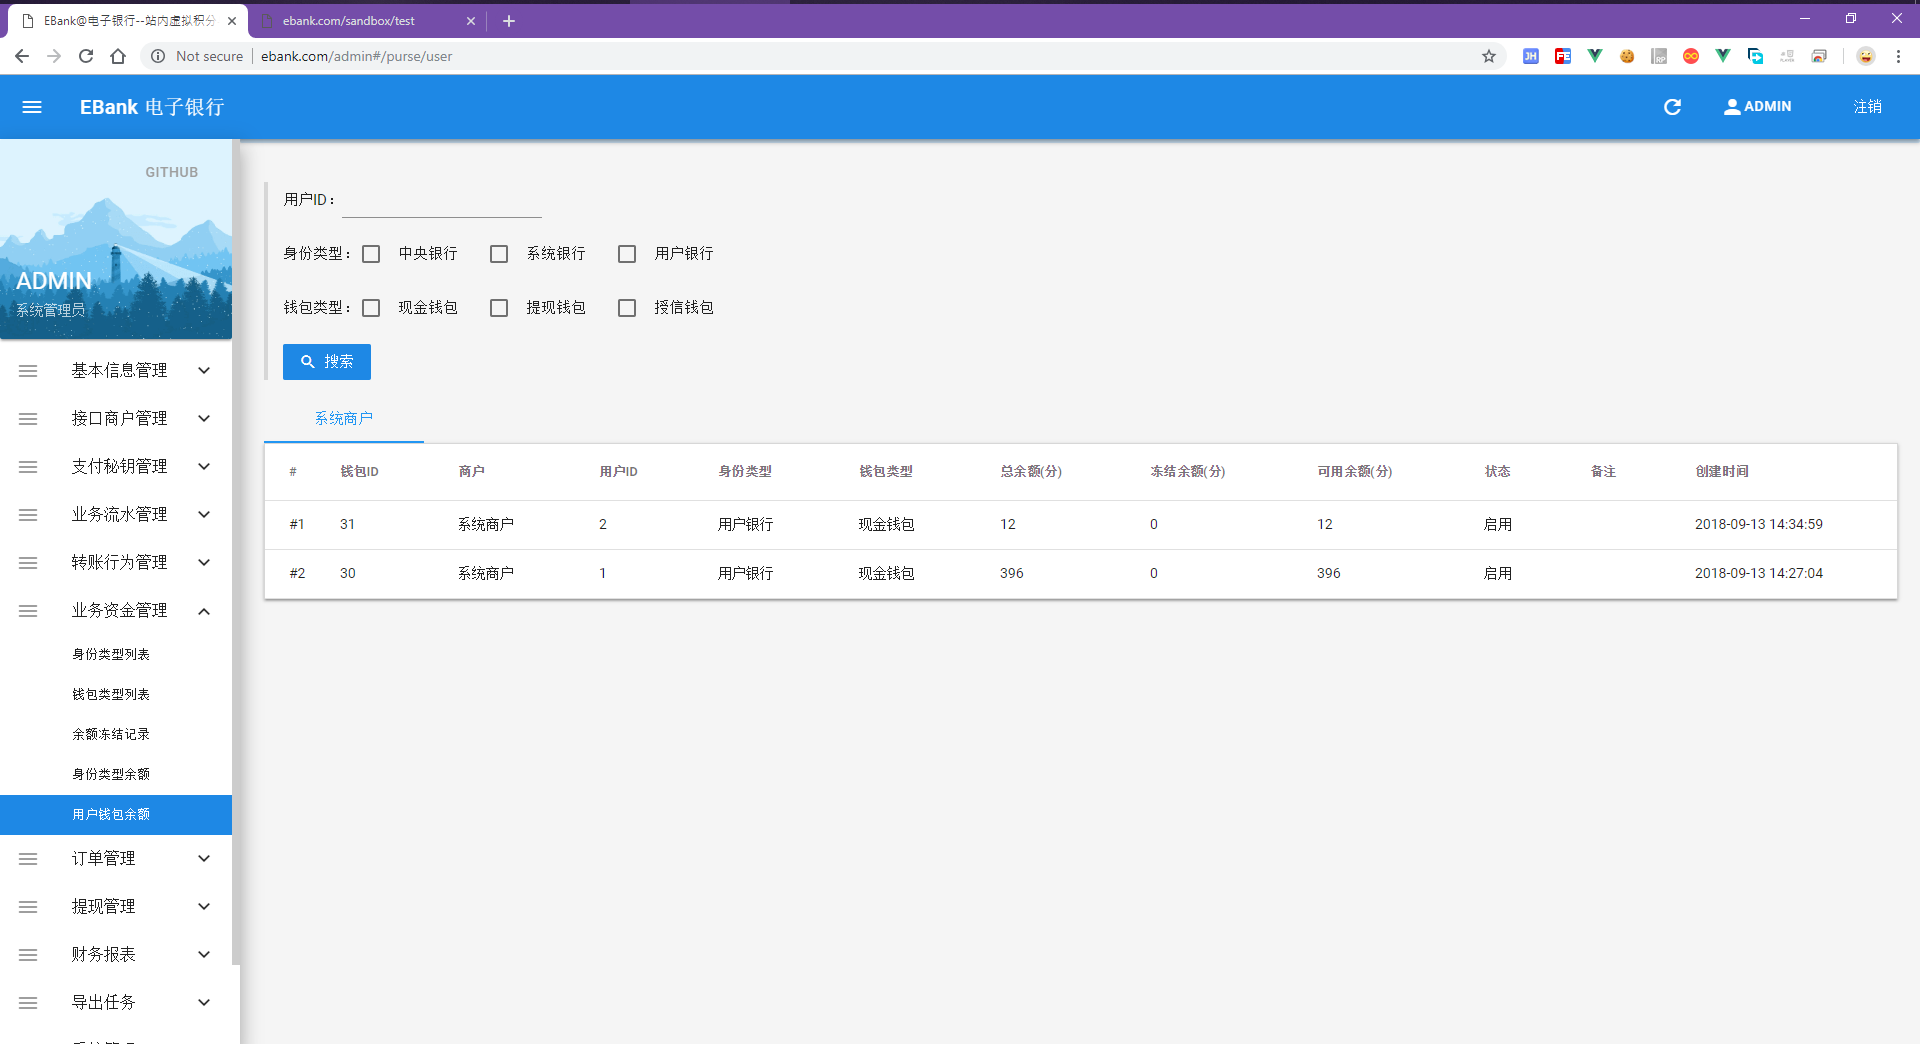 EBank@电子银行--站内虚拟积分
ebank.com/sandbox/test
Not secure
ebank.com/admin#/purse/user
EBank 电子银行
ADMIN
注销
GITHUB
ADMIN
系统管理员
基本信息管理
接口商户管理
支付秘钥管理
业务流水管理
转账行为管理
业务资金管理
身份类型列表
钱包类型列表
余额冻结记录
身份类型余额
用户钱包余额
订单管理
提现管理
财务报表
导出任务
用户ID：
身份类型： 中央银行 系统银行 用户银行
钱包类型： 现金钱包 提现钱包 授信钱包
搜索
系统商户
# 钱包ID 商户 用户ID 身份类型 钱包类型 总余额(分) 冻结余额(分) 可用余额(分) 状态 备注 创建时间
#1 31 系统商户 2 用户银行 现金钱包 12 0 12 启用 2018-09-13 14:34:59
#2 30 系统商户 1 用户银行 现金钱包 396 0 396 启用 2018-09-13 14:27:04